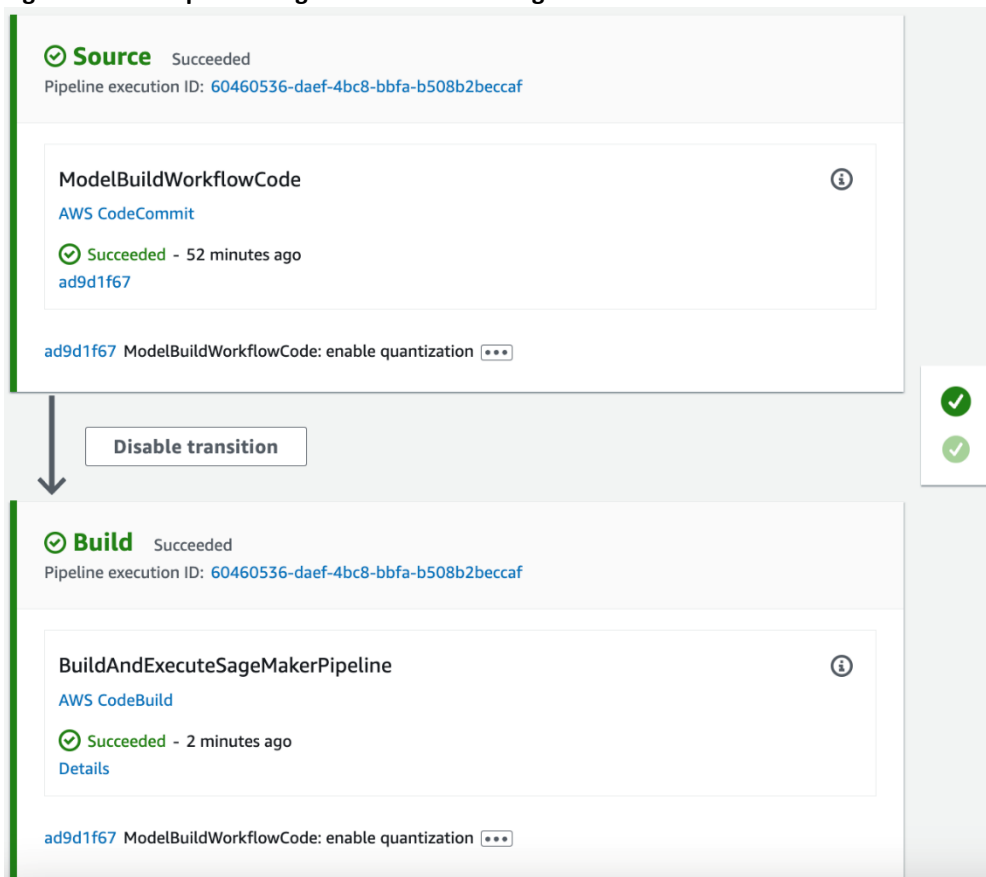 Source Succeeded
Pipeline execution ID: 60460536-daef-4bc8-bbfa-b508b2beccaf
ModelBuildWorkflowCode
AWS CodeCommit
Succeeded - 52 minutes ago
ad9d1f67
ad9d1f67 ModelBuildWorkflowCode: enable quantization
Disable transition
Build Succeeded
Pipeline execution ID: 60460536-daef-4bc8-bbfa-b508b2beccaf
BuildAndExecuteSageMakerPipeline
AWS CodeBuild
Succeeded - 2 minutes ago
Details
ad9d1f67 ModelBuildWorkflowCode: enable quantization